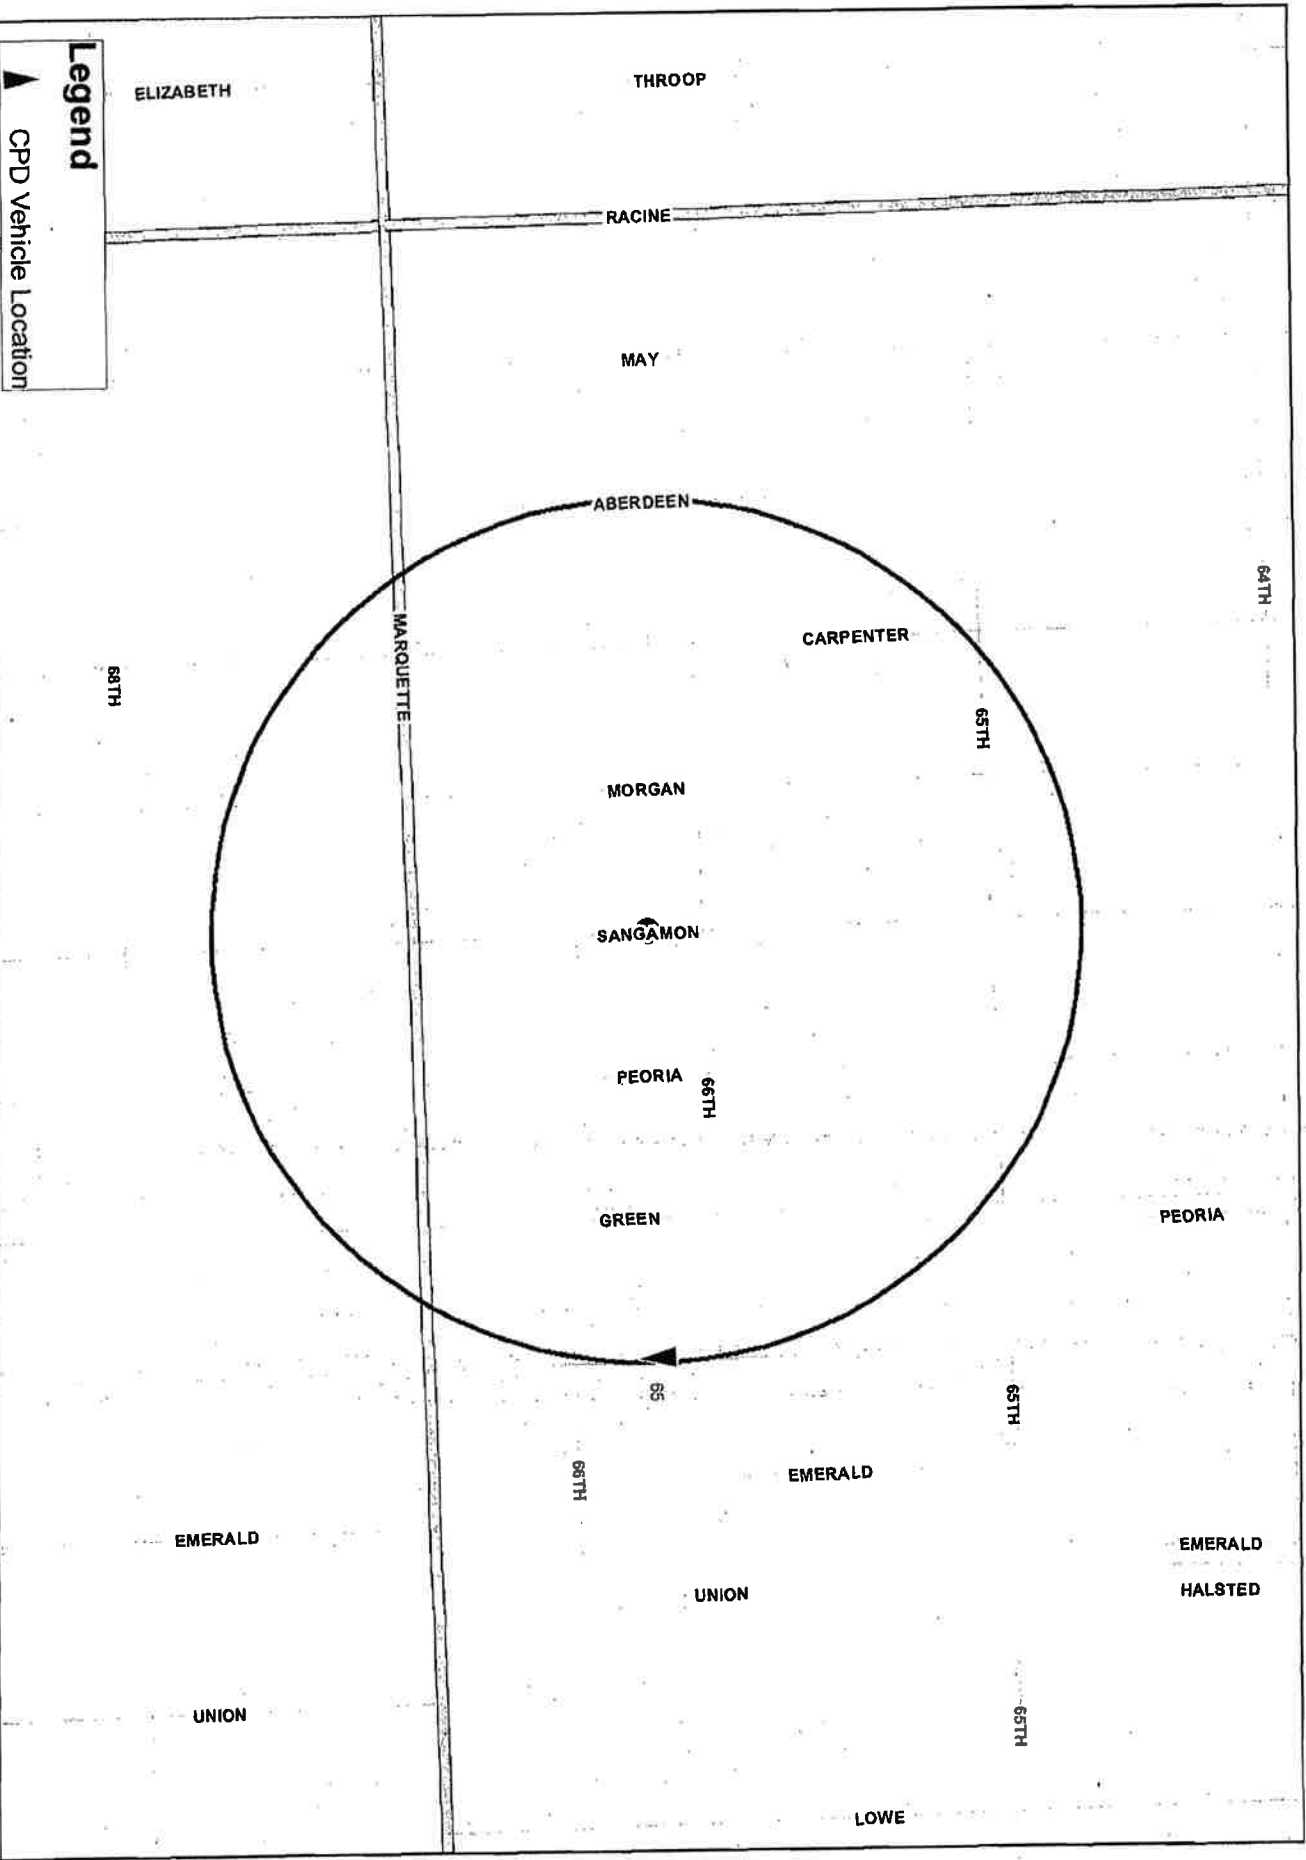 Legend
CPD Vehicle Location
ELIZABETH
THROOP
RACINE
MAY
ABERDEEN
64TH
CARPENTER
MARQUETTE
68TH
65TH
MORGAN
SANGAMON
PEORIA
66TH
GREEN
PEORIA
65
65TH
66TH
EMERALD
EMERALD
EMERALD
HALSTED
UNION
65TH
UNION
LOWE